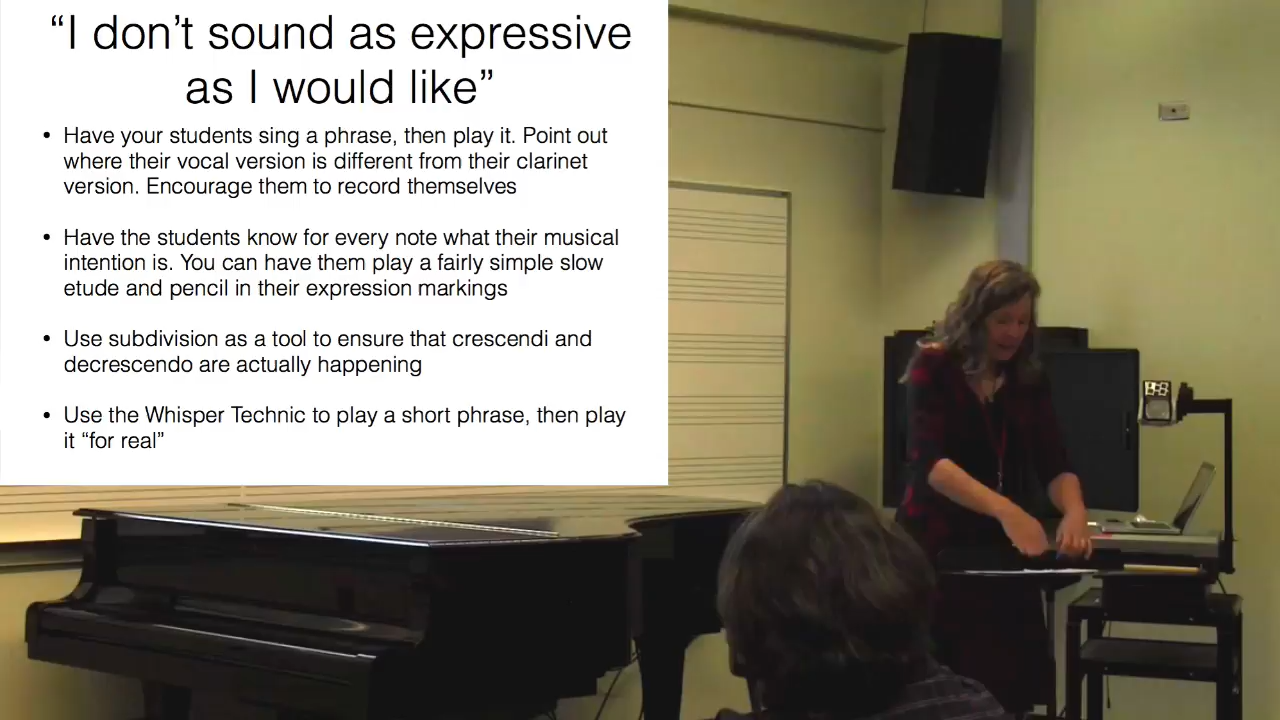 “I don’t sound as expressive
as I would like”
• Have your students sing a phrase, then play it. Point out
where their vocal version is different from their clarinet
version. Encourage them to record themselves
• Have the students know for every note what their musical
intention is. You can have them play a fairly simple slow
etude and pencil in their expression markings
• Use subdivision as a tool to ensure that crescendi and
decrescendo are actually happening
• Use the Whisper Technic to play a short phrase, then play
it “for real”